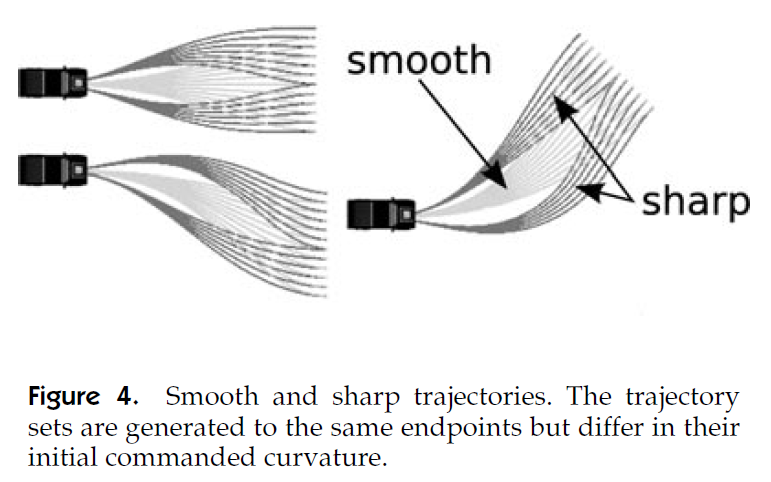 smooth
sharp
Figure 4. Smooth and sharp trajectories. The trajectory
sets are generated to the same endpoints but differ in their
initial commanded curvature.